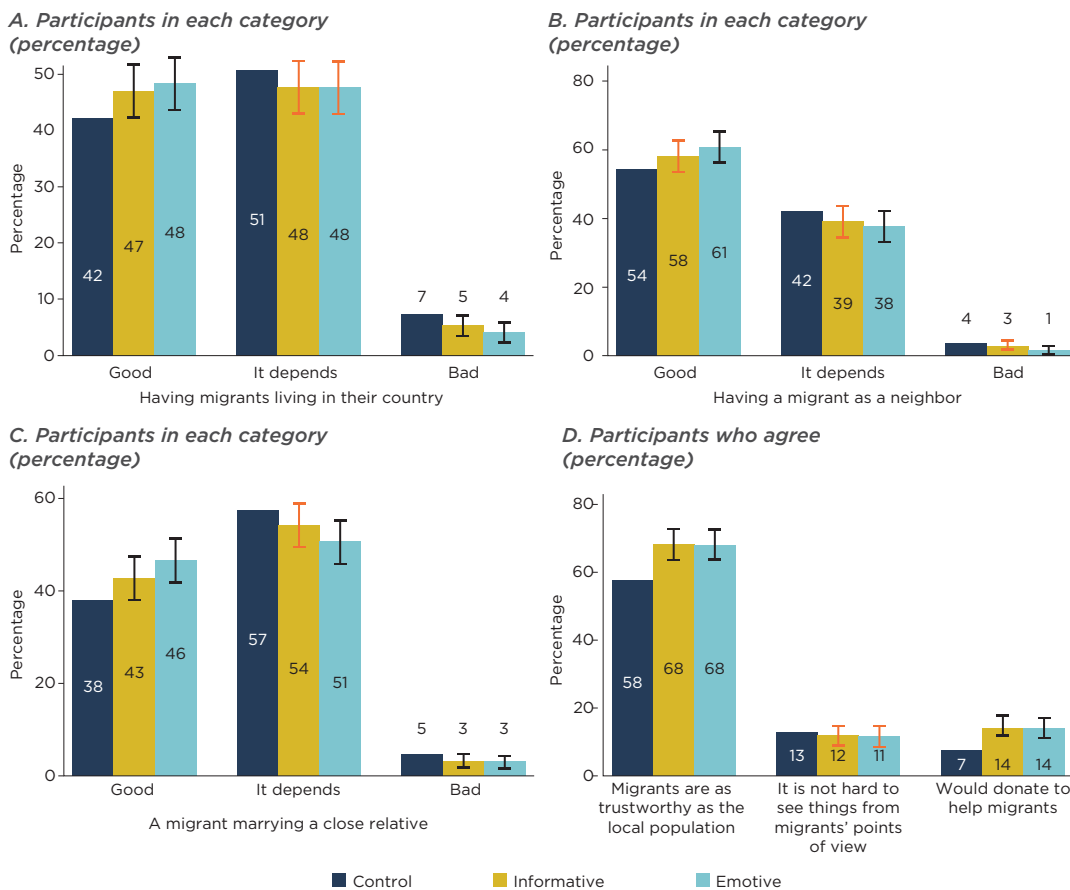 A. Participants in each category
(percentage)
Percentage
50
40
30
20
10
0
42
47
48
51
48
48
7
5
4
Good
It depends
Bad
Having migrants living in their country
B. Participants in each category
(percentage)
Percentage
80
60
40
20
0
54
58
61
42
39
38
4
3
1
Good
It depends
Bad
Having a migrant as a neighbor
C. Participants in each category
(percentage)
Percentage
60
40
20
0
38
43
46
57
54
51
5
3
3
Good
It depends
Bad
A migrant marrying a close relative
D. Participants who agree
(percentage)
Percentage
80
60
40
20
0
58
68
68
13
12
11
7
14
14
Migrants are as
trustworthy as the
local population
It is not hard to
see things from
migrants' points
of view
Would donate to
help migrants
Control
Informative
Emotive